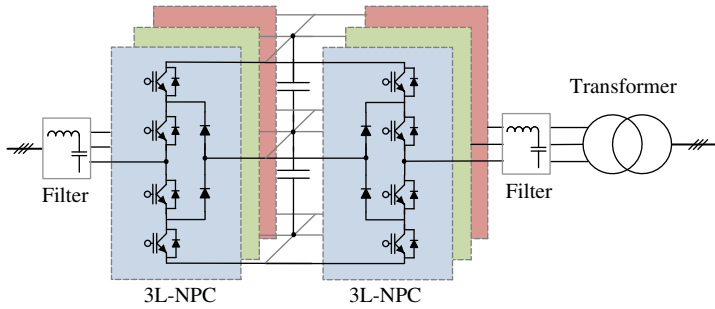 Transformer
Filter
Filter
3L-NPC
3L-NPC